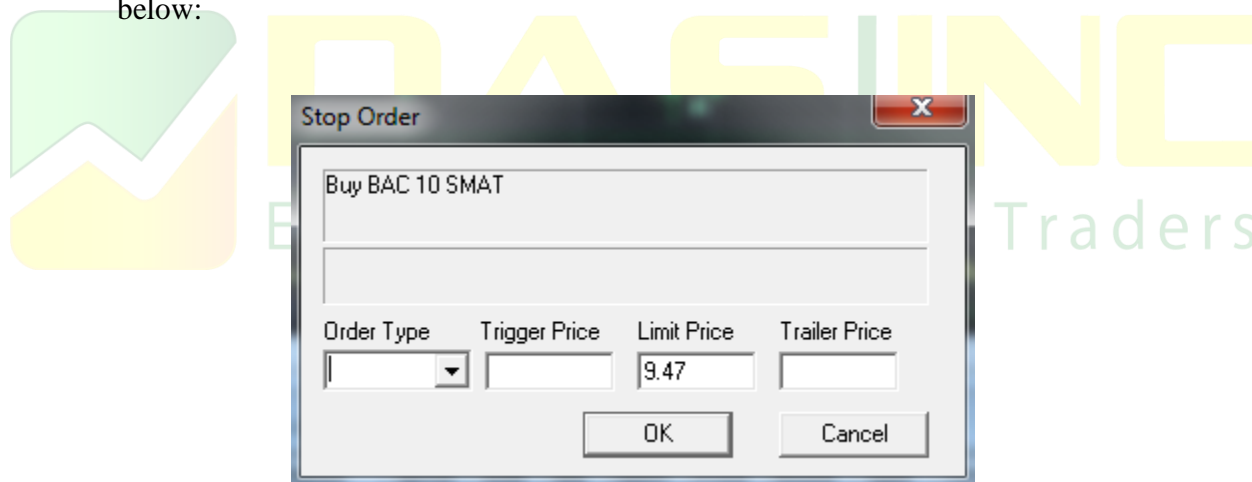 below:
DASIINC
Stop Order
Buy BAC 10 SMAT
E Traders
Order Type Trigger Price Limit Price Trailer Price
9.47
OK Cancel